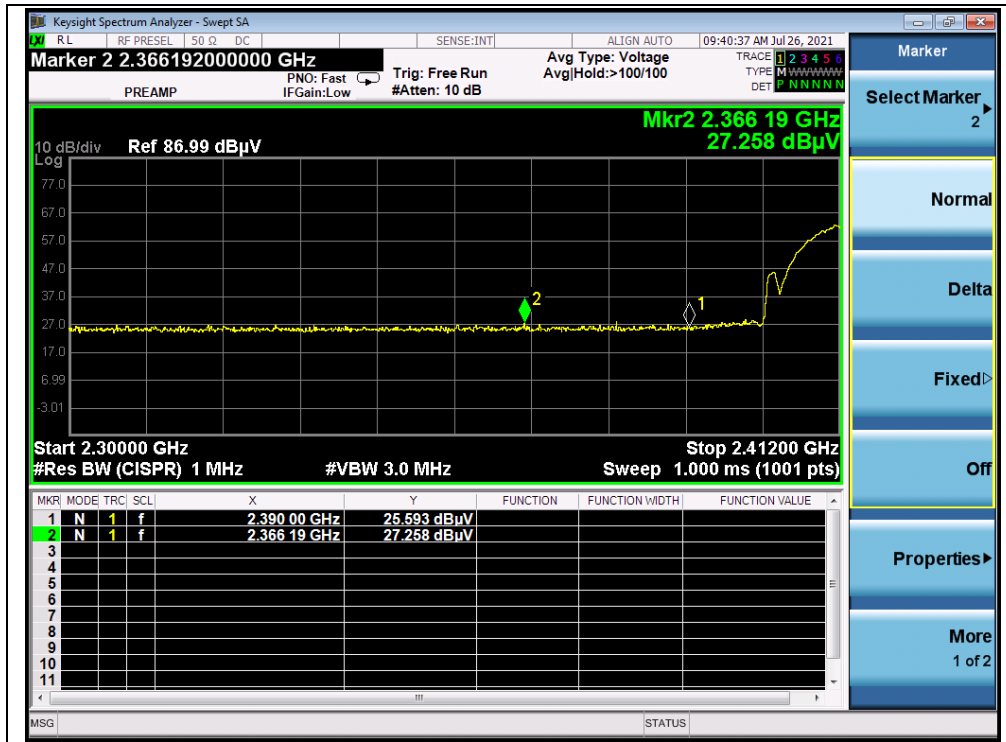 Keysight Spectrum Analyzer - Swept SA
LXI RL RF PRESEL 50 Ω DC SENSE:INT ALIGN AUTO 09:40:37 AM Jul 26, 2021
Marker 2 2.366192000000 GHz
PREAMP
PNO: Fast
IFGain:Low
Trig: Free Run
#Atten: 10 dB
Avg Type: Voltage
Avg|Hold:>100/100
TRACE 1 2 3 4 5 6
TYPE M W W W W W
DET P N N N N N
Mkr2 2.366 19 GHz
27.258 dBµV
10 dB/div Ref 86.99 dBµV
Log
77.0
67.0
57.0
47.0
37.0
27.0
17.0
6.99
-3.01
2
1
Start 2.30000 GHz Stop 2.41200 GHz
#Res BW (CISPR) 1 MHz #VBW 3.0 MHz Sweep 1.000 ms (1001 pts)
MKR MODE TRC SCL X Y FUNCTION FUNCTION WIDTH FUNCTION VALUE
1 N 1 f 2.390 00 GHz 25.593 dBµV
2 N 1 f 2.366 19 GHz 27.258 dBµV
3
4
5
6
7
8
9
10
11
MSG STATUS
Marker
Select Marker
2
Normal
Delta
Fixed
Off
Properties
More
1 of 2